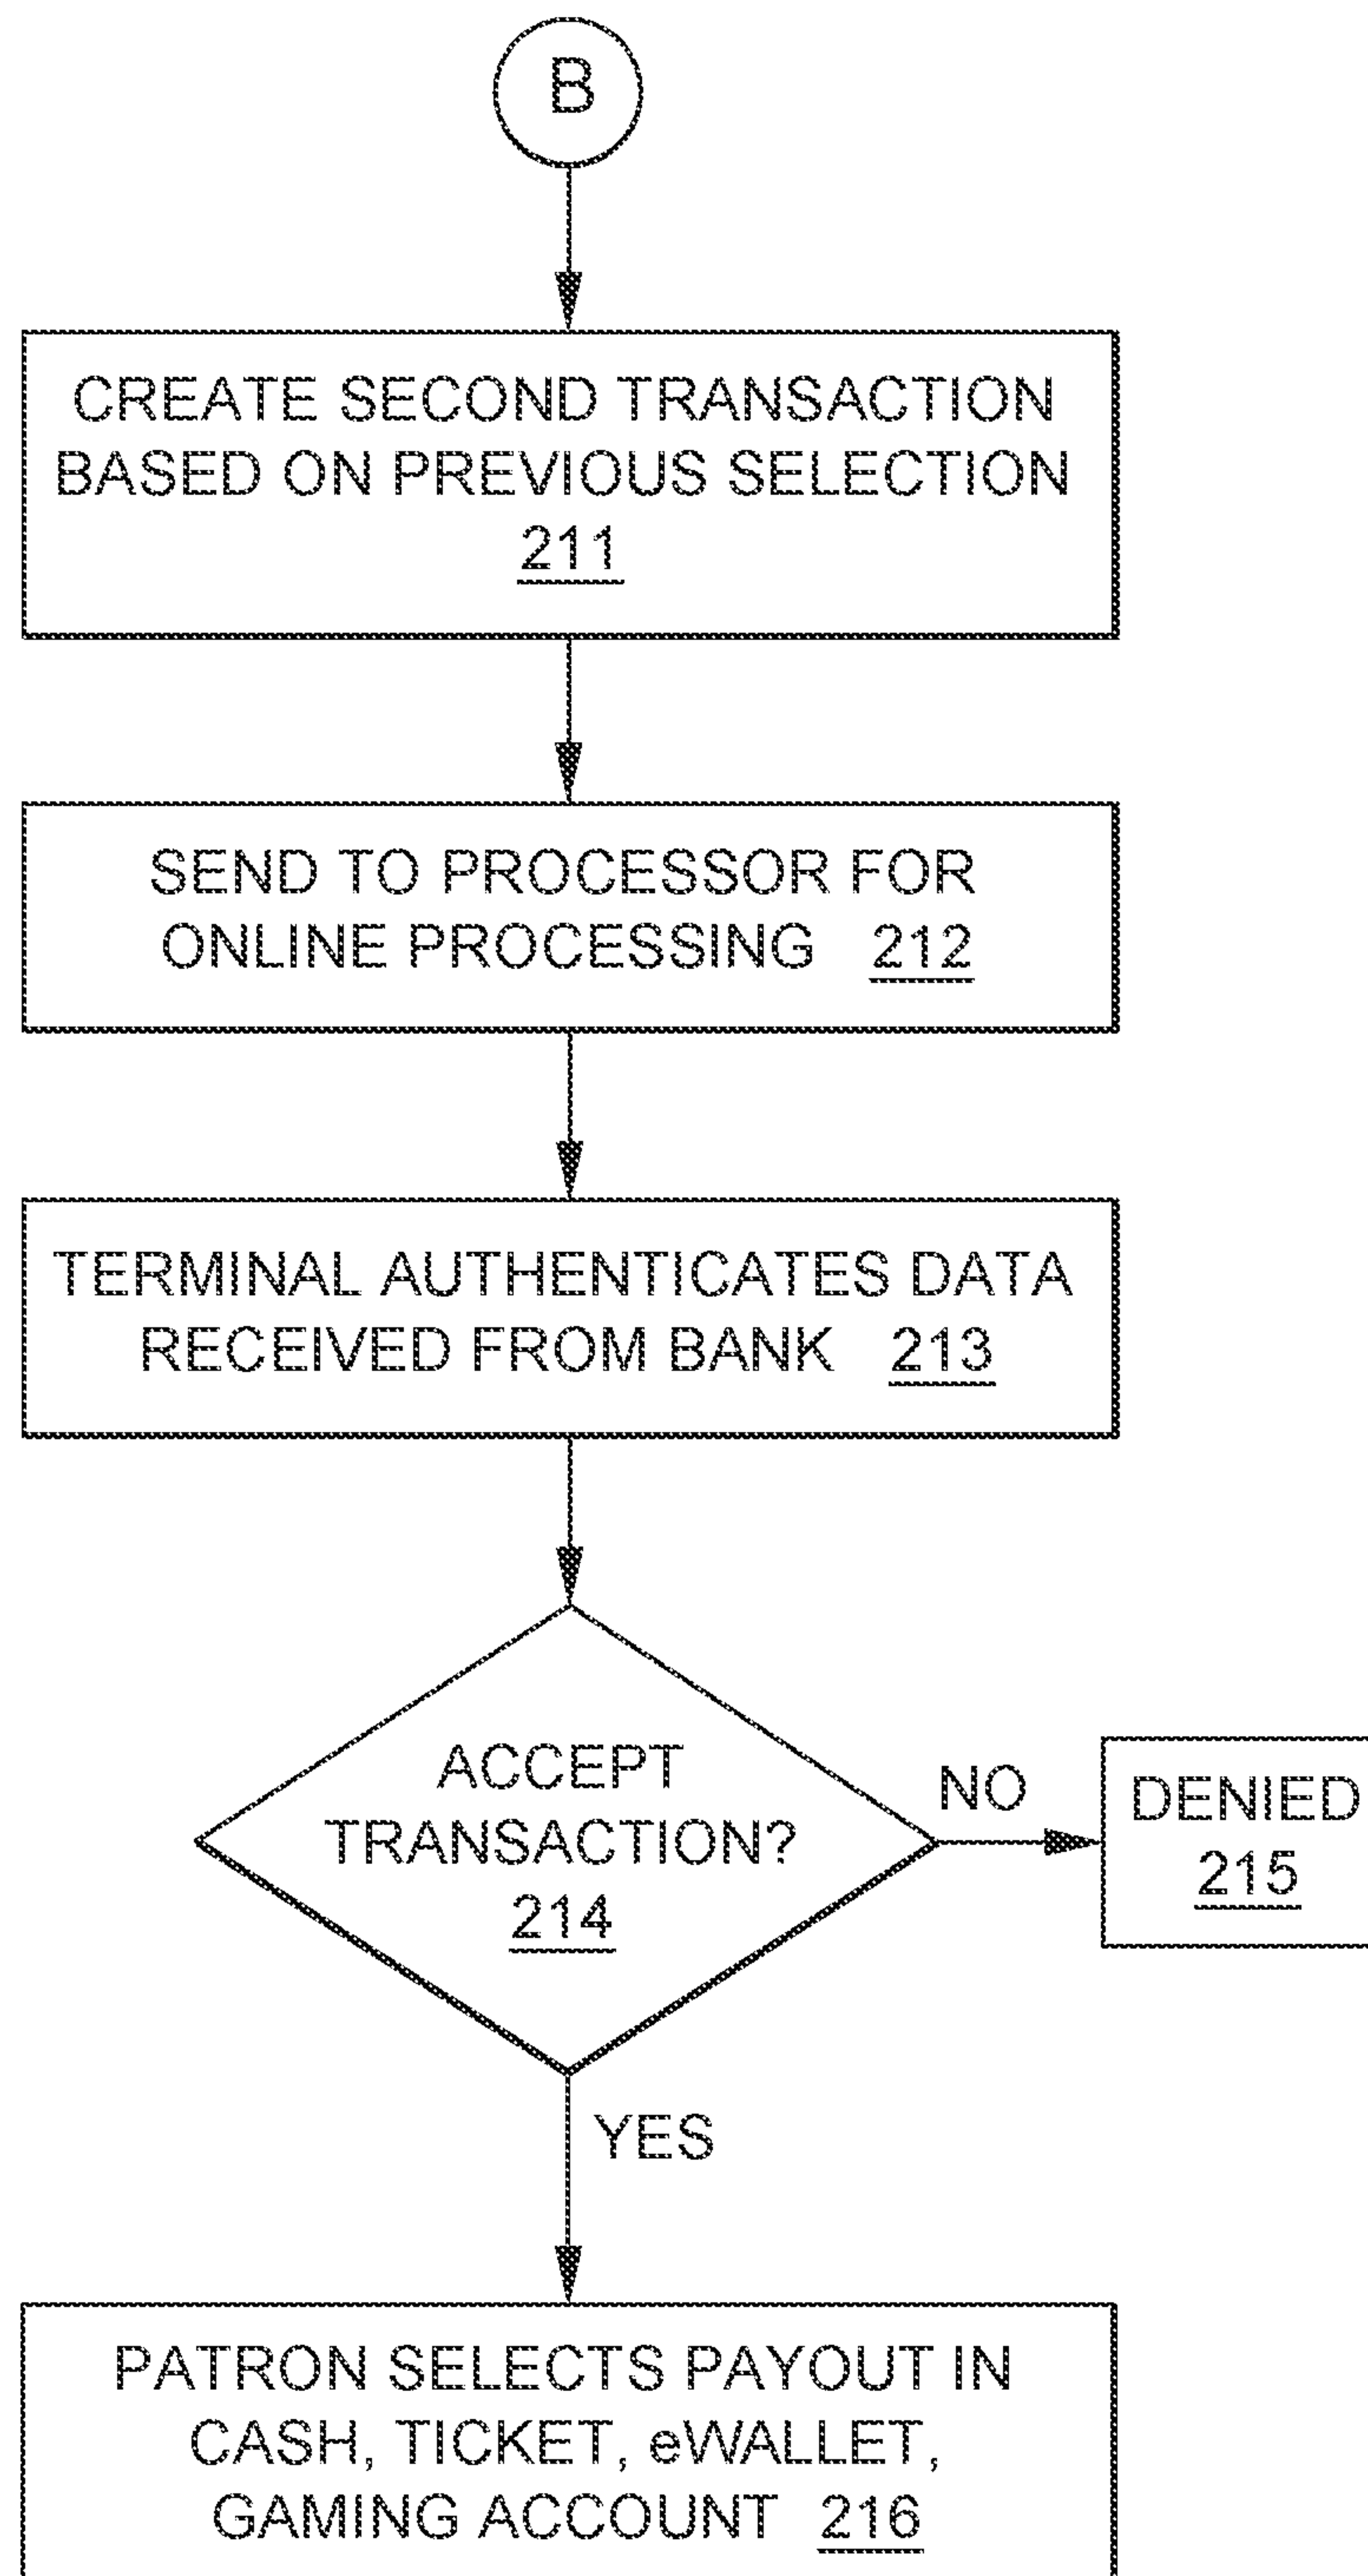 B
CREATE SECOND TRANSACTION
BASED ON PREVIOUS SELECTION
211
SEND TO PROCESSOR FOR
ONLINE PROCESSING 212
TERMINAL AUTHENTICATES DATA
RECEIVED FROM BANK 213
ACCEPT
TRANSACTION?
214
NO
DENIED
215
YES
PATRON SELECTS PAYOUT IN
CASH, TICKET, eWALLET,
GAMING ACCOUNT 216